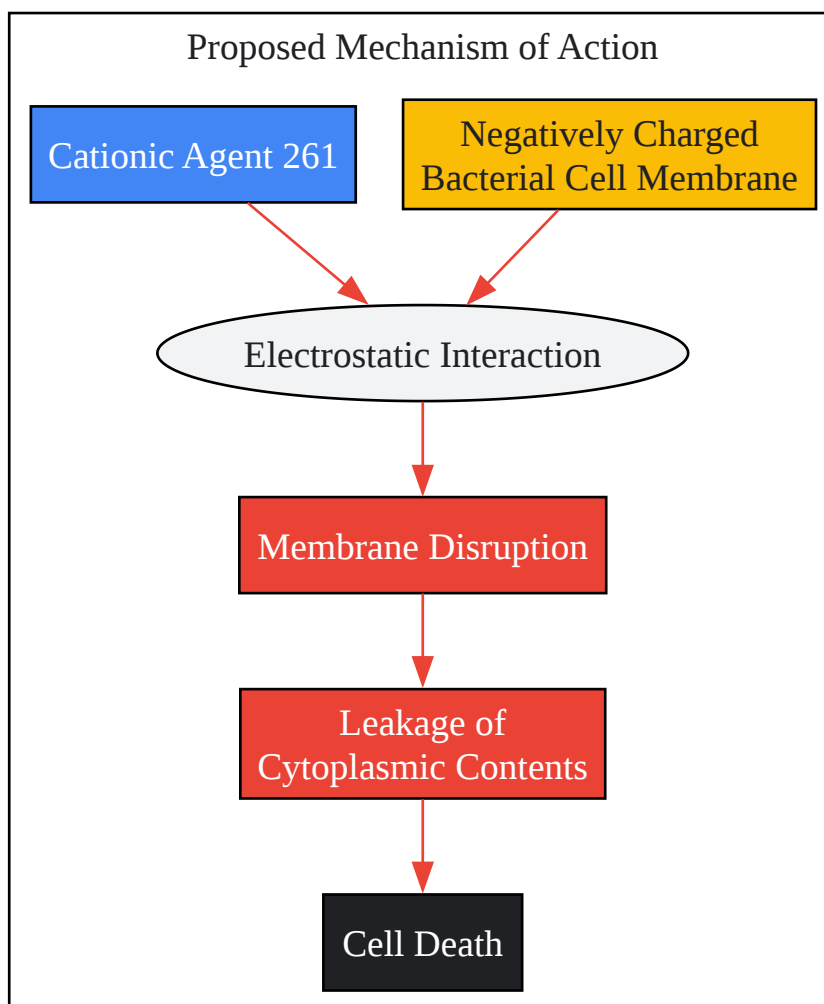 Proposed Mechanism of Action
Cationic Agent 261
Negatively Charged
Bacterial Cell Membrane
Electrostatic Interaction
Membrane Disruption
Leakage of
Cytoplasmic Contents
Cell Death